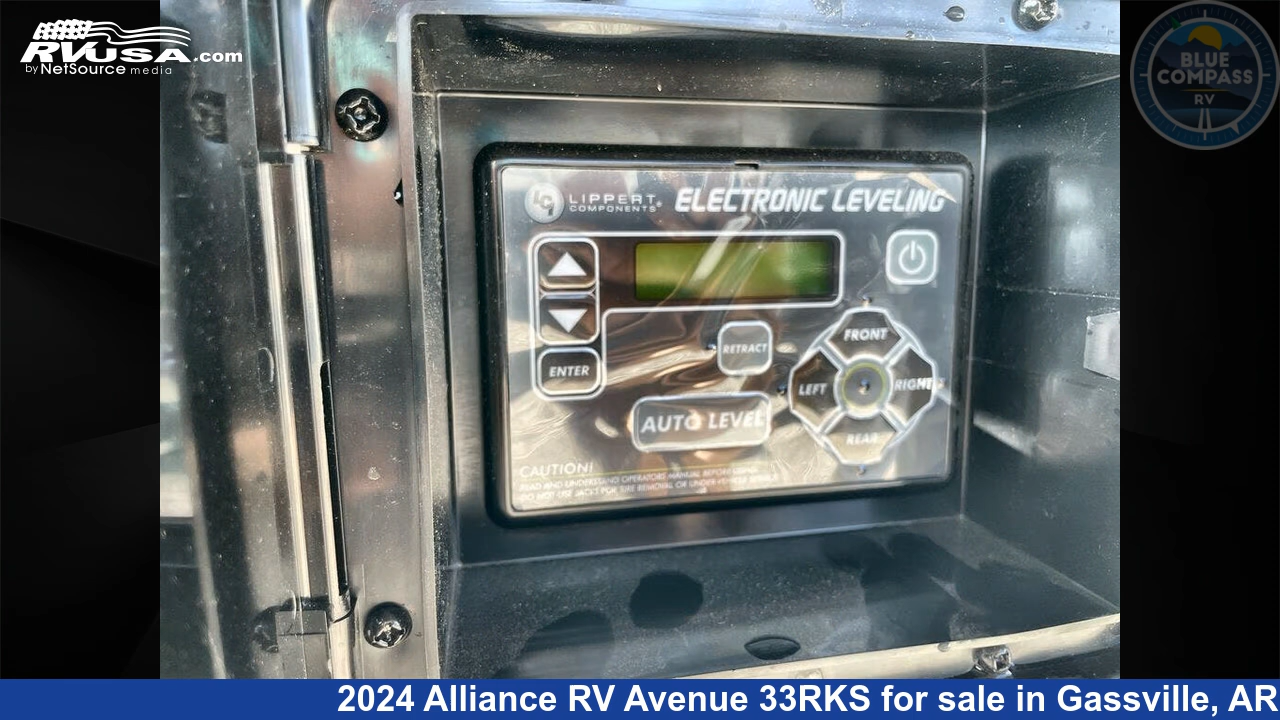 RVUSA.com
by NetSource media
BLUE
COMPASS
RV
LCI LIPPERT
COMPONENTS®
ELECTRONIC LEVELING
ENTER
RETRACT
FRONT
LEFT
RIGHT
REAR
AUTO LEVEL
CAUTION!
READ AND UNDERSTAND OPERATORS MANUAL BEFORE USING.
DO NOT USE JACKS FOR TIRE REMOVAL OR UNDER VEHICLE SERVICE
2024 Alliance RV Avenue 33RKS for sale in Gassville, AR